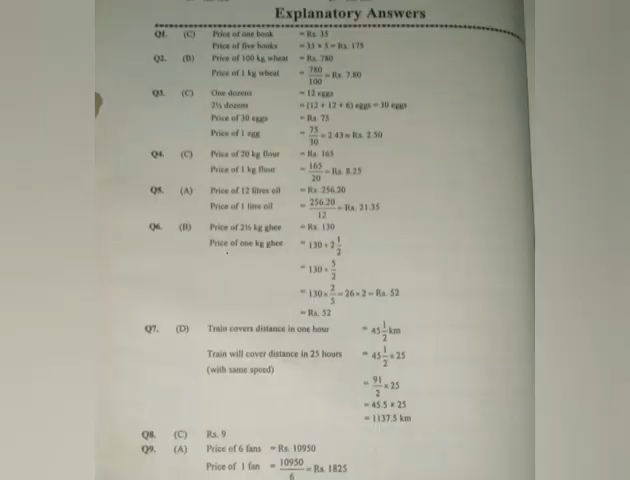 Explanatory Answers
Q1. (C) Price of one book = Rs. 35
Price of five books = 35 × 5 = Rs. 175
Q2. (B) Price of 100 kg wheat = Rs. 780
Price of 1 kg wheat = 780/100 = Rs. 7.80
Q3. (C) One dozens = 12 eggs
2½ dozens = (12 + 12 + 6) eggs = 30 eggs
Price of 30 eggs = Rs 75
Price of 1 egg = 75/30 = 2.43 = Rs. 2.50
Q4. (C) Price of 20 kg flour = Rs. 165
Price of 1 kg flour = 165/20 = Rs. 8.25
Q5. (A) Price of 12 litres oil = Rs. 256.20
Price of 1 litre oil = 256.20/12 = Rs. 21.35
Q6. (B) Price of 2½ kg ghee = Rs. 130
Price of one kg ghee = 130 ÷ 2 1/2
= 130 ÷ 5/2
= 130 × 2/5 = 26 × 2 = Rs. 52
= Rs. 52
Q7. (D) Train covers distance in one hour = 45 1/2 km
Train will cover distance in 25 hours = 45 1/2 × 25
(with same speed)
= 91/2 × 25
= 45.5 × 25
= 1137.5 km
Q8. (C) Rs. 9
Q9. (A) Price of 6 fans = Rs. 10950
Price of 1 fan = 10950/6 = Rs. 1825